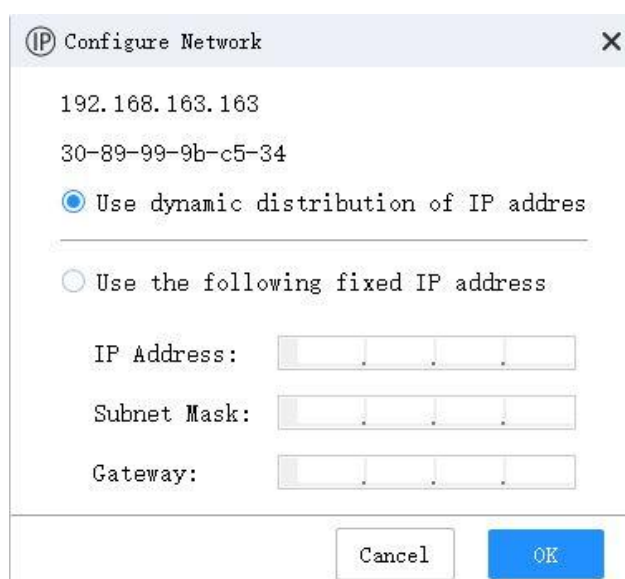 IP Configure Network
192.168.163.163
30-89-99-9b-c5-34
Use dynamic distribution of IP addres
Use the following fixed IP address
IP Address:
Subnet Mask:
Gateway:
Cancel OK